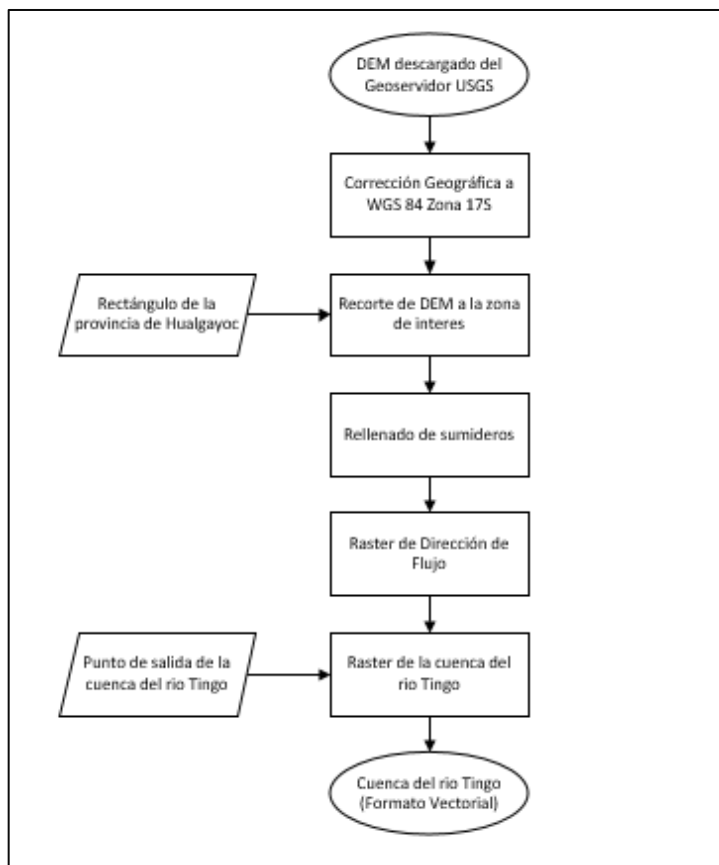 DEM descargado del
Geoservidor USGS
Corrección Geográfica a
WGS 84 Zona 17S
Rectángulo de la
provincia de Hualgayoc
Recorte de DEM a la zona
de interes
Rellenado de sumideros
Raster de Dirección de
Flujo
Punto de salida de la
cuenca del rio Tingo
Raster de la cuenca del
rio Tingo
Cuenca del rio Tingo
(Formato Vectorial)